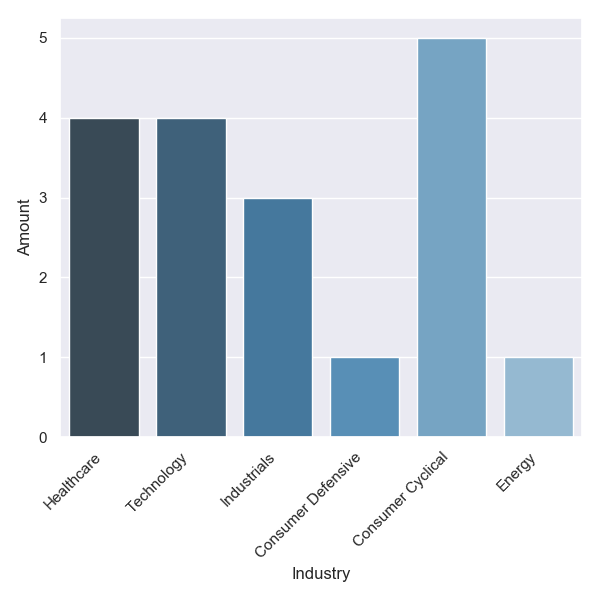 5
4
3
2
1
0
Amount
Healthcare
Technology
Industrials
Consumer Defensive
Consumer Cyclical
Energy
Industry